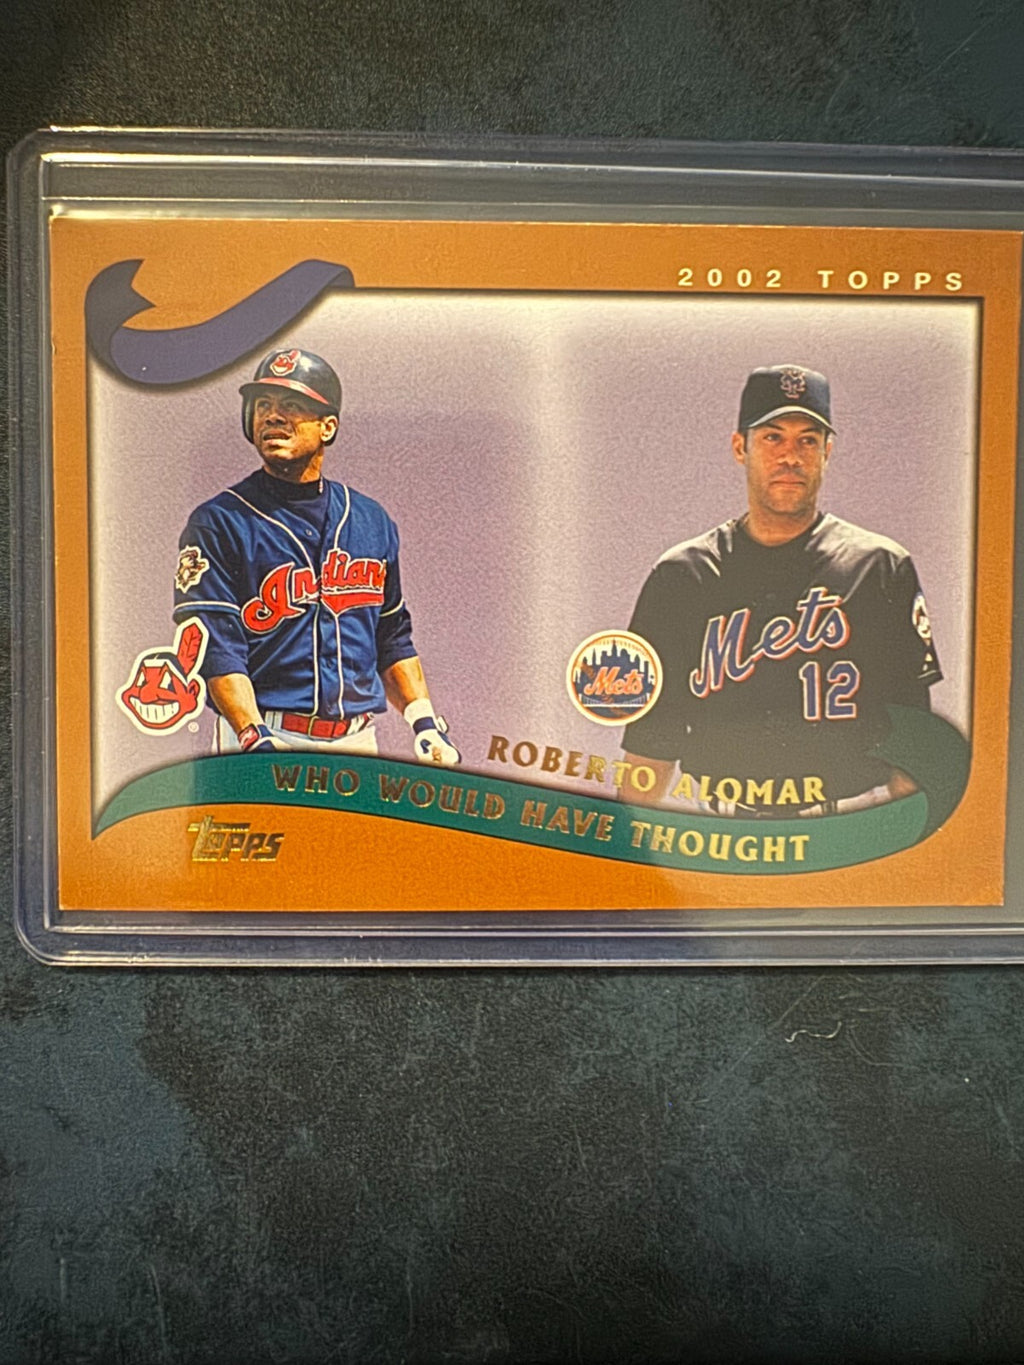 2002 TOPPS
Indians
Mets
12
Mets
ROBERTO ALOMAR
WHO WOULD HAVE THOUGHT
TOPPS